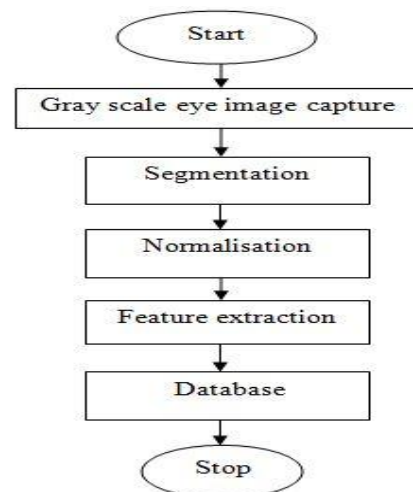 Start
Gray scale eye image capture
Segmentation
Normalisation
Feature extraction
Database
Stop